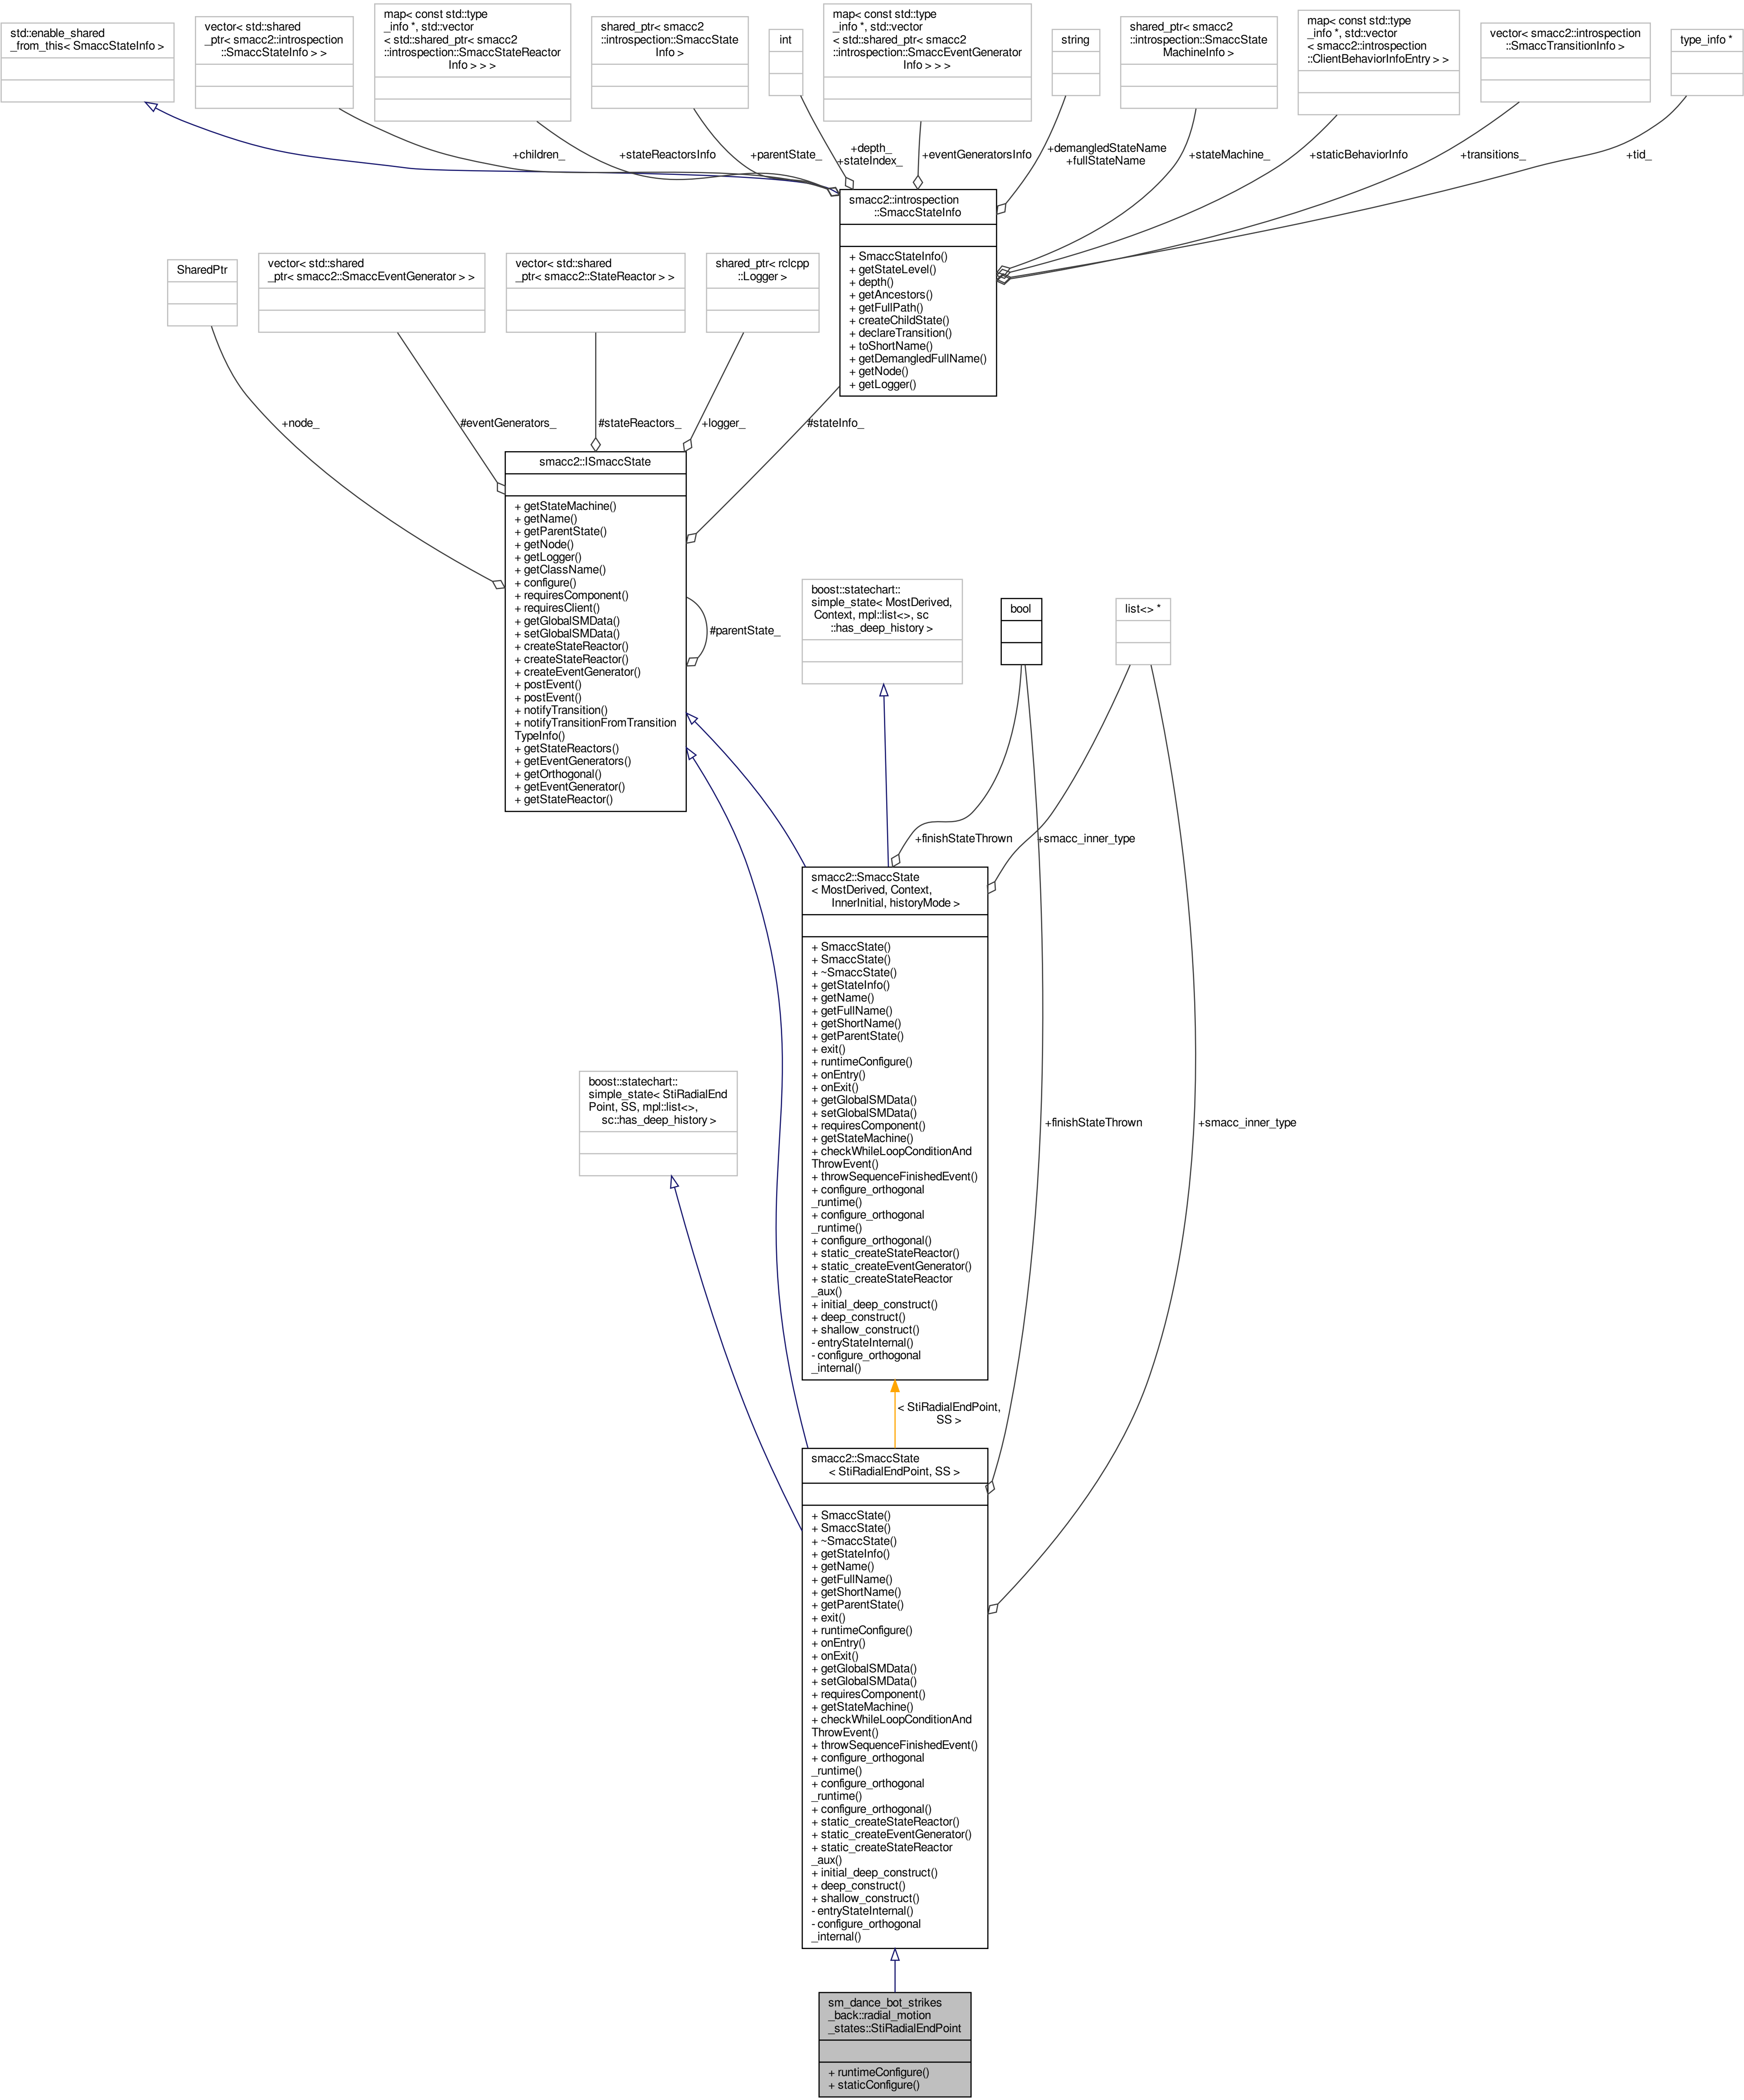 std::enable_shared
_from_this< SmaccStateInfo >
vector< std::shared
_ptr< smacc2::introspection
::SmaccStateInfo > >
map< const std::type
_info *, std::vector
< std::shared_ptr< smacc2
::introspection::SmaccStateReactor
Info > > >
shared_ptr< smacc2
::introspection::SmaccState
Info >
int
map< const std::type
_info *, std::vector
< std::shared_ptr< smacc2
::introspection::SmaccEventGenerator
Info > > >
string
shared_ptr< smacc2
::introspection::SmaccState
MachineInfo >
map< const std::type
_info *, std::vector
< smacc2::introspection
::ClientBehaviorInfoEntry > >
vector< smacc2::introspection
::SmaccTransitionInfo >
type_info *
+children_
+stateReactorsInfo
+parentState_
+depth_
+stateIndex_
+eventGeneratorsInfo
+demangledStateName
+fullStateName
+stateMachine_
+staticBehaviorInfo
+transitions_
+tid_
smacc2::introspection
::SmaccStateInfo
+ SmaccStateInfo()
+ getStateLevel()
+ depth()
+ getAncestors()
+ getFullPath()
+ createChildState()
+ declareTransition()
+ toShortName()
+ getDemangledFullName()
+ getNode()
+ getLogger()
SharedPtr
vector< std::shared
_ptr< smacc2::SmaccEventGenerator > >
vector< std::shared
_ptr< smacc2::StateReactor > >
shared_ptr< rclcpp
::Logger >
+node_
#eventGenerators_
#stateReactors_
+logger_
#stateInfo_
smacc2::ISmaccState
+ getStateMachine()
+ getName()
+ getParentState()
+ getNode()
+ getLogger()
+ getClassName()
+ configure()
+ requiresComponent()
+ requiresClient()
+ getGlobalSMData()
+ setGlobalSMData()
+ createStateReactor()
+ createStateReactor()
+ createEventGenerator()
+ postEvent()
+ postEvent()
+ notifyTransition()
+ notifyTransitionFromTransition
TypeInfo()
+ getStateReactors()
+ getEventGenerators()
+ getOrthogonal()
+ getEventGenerator()
+ getStateReactor()
#parentState_
boost::statechart::
simple_state< MostDerived,
Context, mpl::list<>, sc
::has_deep_history >
bool
list<> *
+finishStateThrown
+smacc_inner_type
smacc2::SmaccState
< MostDerived, Context,
InnerInitial, historyMode >
+ SmaccState()
+ SmaccState()
+ ~SmaccState()
+ getStateInfo()
+ getName()
+ getFullName()
+ getShortName()
+ getParentState()
+ exit()
+ runtimeConfigure()
+ onEntry()
+ onExit()
+ getGlobalSMData()
+ setGlobalSMData()
+ requiresComponent()
+ getStateMachine()
+ checkWhileLoopConditionAnd
ThrowEvent()
+ throwSequenceFinishedEvent()
+ configure_orthogonal
_runtime()
+ configure_orthogonal
_runtime()
+ configure_orthogonal()
+ static_createStateReactor()
+ static_createEventGenerator()
+ static_createStateReactor
_aux()
+ initial_deep_construct()
+ deep_construct()
+ shallow_construct()
- entryStateInternal()
- configure_orthogonal
_internal()
boost::statechart::
simple_state< StiRadialEnd
Point, SS, mpl::list<>,
sc::has_deep_history >
+finishStateThrown
+smacc_inner_type
< StiRadialEndPoint,
SS >
smacc2::SmaccState
< StiRadialEndPoint, SS >
+ SmaccState()
+ SmaccState()
+ ~SmaccState()
+ getStateInfo()
+ getName()
+ getFullName()
+ getShortName()
+ getParentState()
+ exit()
+ runtimeConfigure()
+ onEntry()
+ onExit()
+ getGlobalSMData()
+ setGlobalSMData()
+ requiresComponent()
+ getStateMachine()
+ checkWhileLoopConditionAnd
ThrowEvent()
+ throwSequenceFinishedEvent()
+ configure_orthogonal
_runtime()
+ configure_orthogonal
_runtime()
+ configure_orthogonal()
+ static_createStateReactor()
+ static_createEventGenerator()
+ static_createStateReactor
_aux()
+ initial_deep_construct()
+ deep_construct()
+ shallow_construct()
- entryStateInternal()
- configure_orthogonal
_internal()
sm_dance_bot_strikes
_back::radial_motion
_states::StiRadialEndPoint
+ runtimeConfigure()
+ staticConfigure()